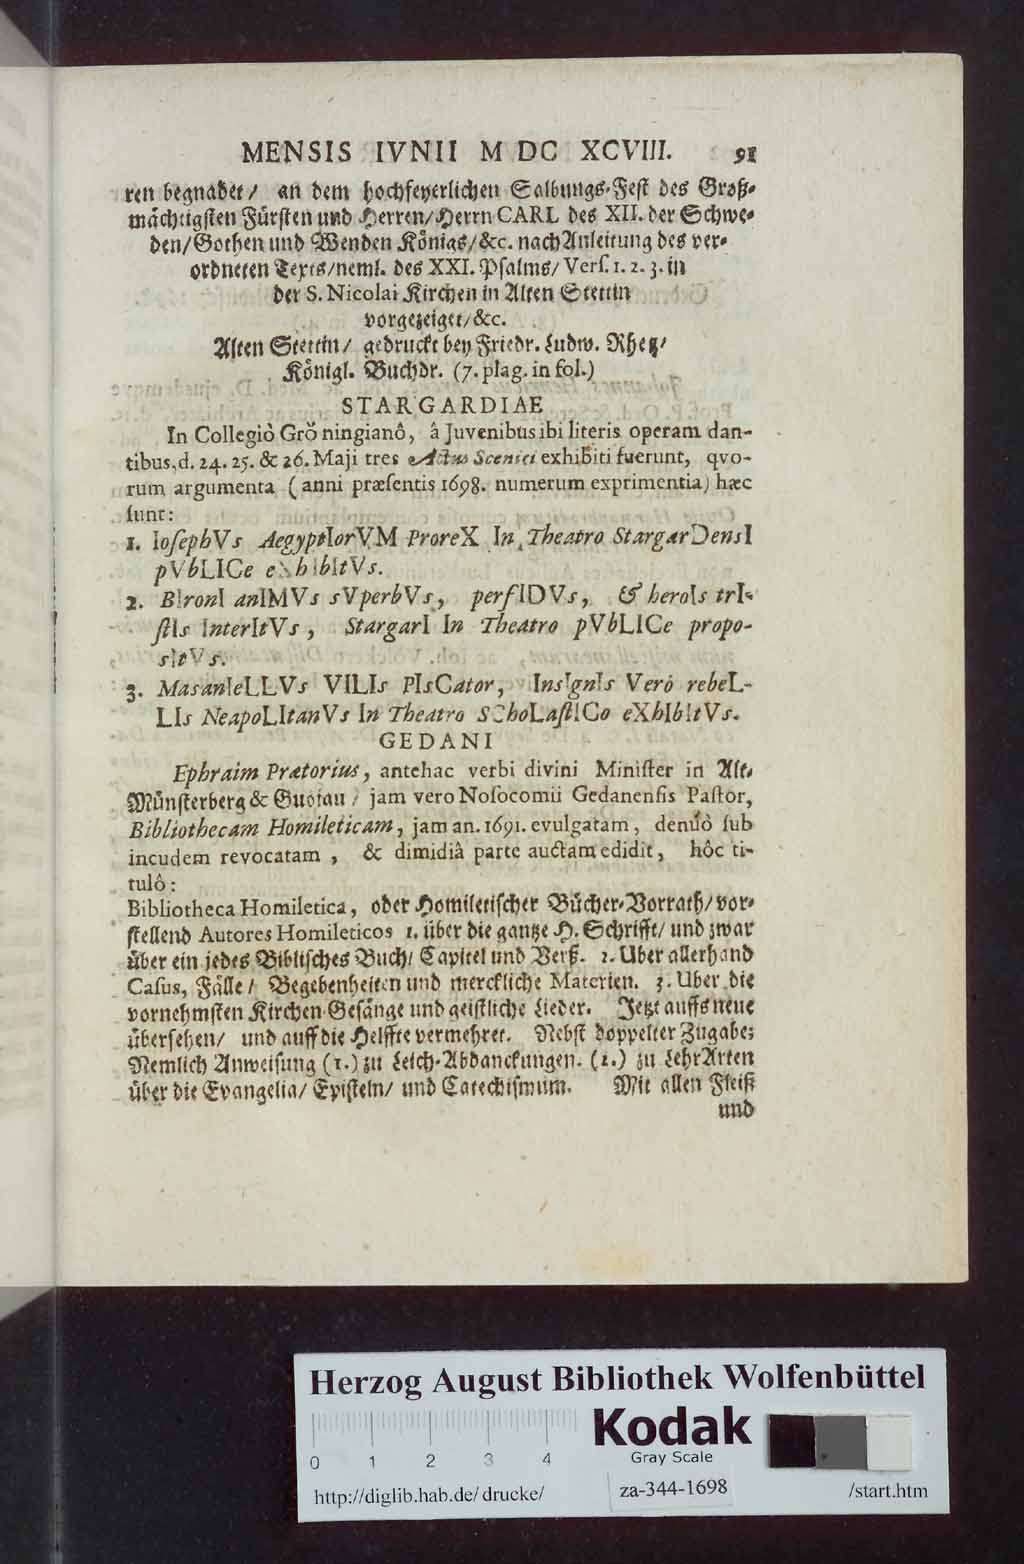 MENSIS IVNII M DC XCVIII. 91
ren begnadet/ an dem hochfeyerlichen Salbungs-Fest des Groß-
mächtigsten Fürsten und Herren/Herrn CARL des XII. der Schwe-
den/Gothen und Wenden Königs/&c. nach Anleitung des ver-
ordneten Texts/neml. des XXI. Psalms/ Vers. 1. 2. 3. in
der S. Nicolai Kirchen in Alten Stettin
vorgezeiget/&c.
Alten Stettin/ gedruckt bey Friedr. Ludw. Rhetz/
Königl. Buchdr. (7. plag. in fol.)
STARGARDIAE
In Collegiô Grŏningianô, â Juvenibus ibi literis operam dan-
tibus, d. 24. 25. & 26. Maji tres Actus Scenici exhibiti fuerunt, qvo-
rum argumenta (anni præsentis 1698. numerum exprimentia) hæc
sunt:
1. IosephVs AegyptIorVM ProreX In Theatro StargarDensI
pVbLICe eXhIbItVs.
2. BIronI anIMVs sVperbVs, perfIDVs, & heroIs trI-
stIs InterItVs, StargarI In Theatro pVbLICe propo-
sItVs.
3. MasanIeLLVs VILIs PIsCator, InsIgnIs Verò rebeL-
LIs NeapoLItanVs In Theatro SChoLastICo eXhIbItVs.
GEDANI
Ephraim Prætorius, antehac verbi divini Minister in Alt-
Münsterberg & Guotau/ jam vero Nosocomii Gedanensis Pastor,
Bibliothecam Homileticam, jam an. 1691. evulgatam, denuò sub
incudem revocatam, & dimidiâ parte auctam edidit, hôc ti-
tulô:
Bibliotheca Homiletica, oder Homiletischer Bücher-Vorrath/vor-
stellend Autores Homileticos 1. über die gantze H. Schrifft/ und zwar
über ein jedes Biblisches Buch/ Capitel und Verß. 2. Uber allerhand
Casus, Fälle/ Begebenheiten und merckliche Materien. 3. Uber die
vornehmsten Kirchen-Gesänge und geistliche Lieder. Jetzt auffs neue
übersehen/ und auff die Helffte vermehret. Nebst doppelter Zugabe;
Nemlich Anweisung (1.) zu Leich-Abdanckungen. (2.) zu LehrArten
über die Evangelia/ Episteln/ und Catechismum. Mit allen Fleiß
und
Herzog August Bibliothek Wolfenbüttel
0 1 2 3 4
Kodak
Gray Scale
http://diglib.hab.de/drucke/ za-344-1698 /start.htm